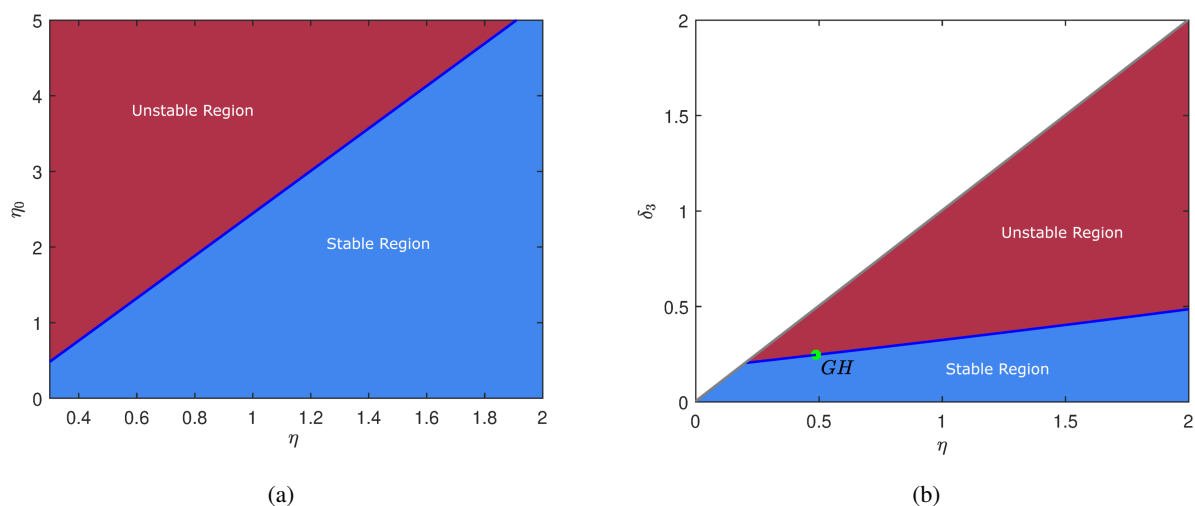 5
4
3
2
1
0
η₀
Unstable Region
Stable Region
0.4 0.6 0.8 1 1.2 1.4 1.6 1.8 2
η
(a)
2
1.5
1
0.5
0
δ₃
Unstable Region
GH
Stable Region
0 0.5 1 1.5 2
η
(b)